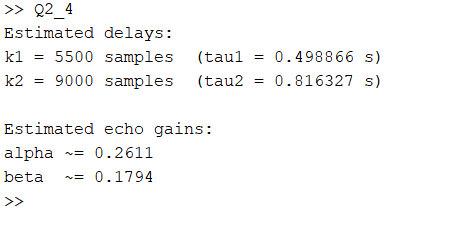 >> Q2_4
Estimated delays:
k1 = 5500 samples  (tau1 = 0.498866 s)
k2 = 9000 samples  (tau2 = 0.816327 s)

Estimated echo gains:
alpha ~= 0.2611
beta  ~= 0.1794
>>